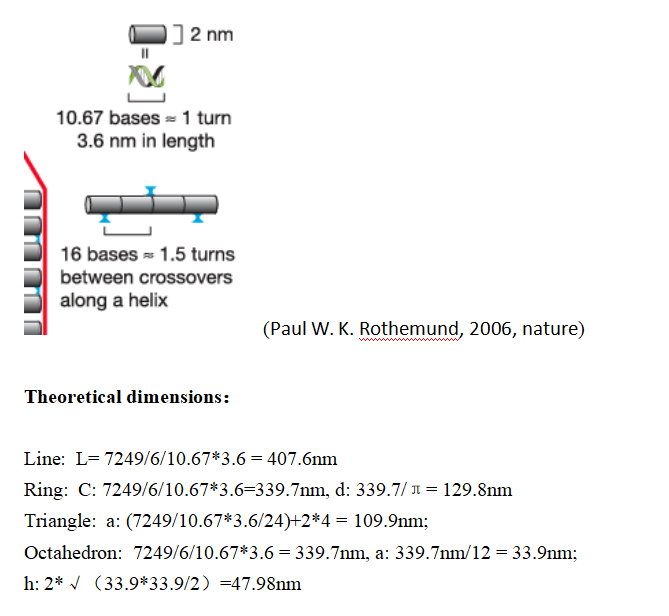 2 nm
=
10.67 bases ≈ 1 turn
3.6 nm in length
16 bases ≈ 1.5 turns
between crossovers
along a helix
(Paul W. K. Rothemund, 2006, nature)
Theoretical dimensions：
Line: L= 7249/6/10.67*3.6 = 407.6nm
Ring: C: 7249/6/10.67*3.6=339.7nm, d: 339.7/ π = 129.8nm
Triangle: a: (7249/10.67*3.6/24)+2*4 = 109.9nm;
Octahedron: 7249/6/10.67*3.6 = 339.7nm, a: 339.7nm/12 = 33.9nm;
h: 2* √ （33.9*33.9/2） =47.98nm